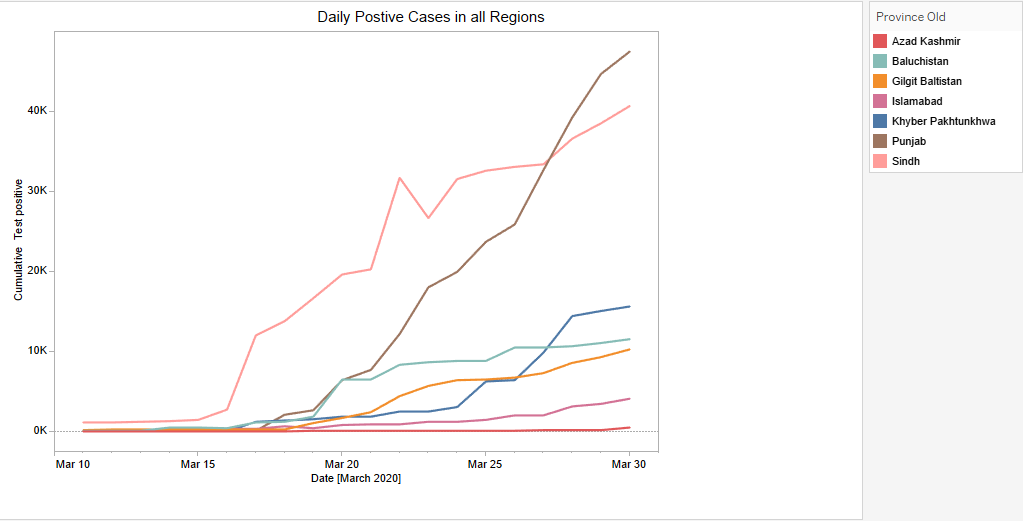 Daily Postive Cases in all Regions
Province Old
Azad Kashmir
Baluchistan
Gilgit Baltistan
Islamabad
Khyber Pakhtunkhwa
Punjab
Sindh
Cumulative Test positive
40K
30K
20K
10K
0K
Mar 10 Mar 15 Mar 20 Mar 25 Mar 30
Date [March 2020]